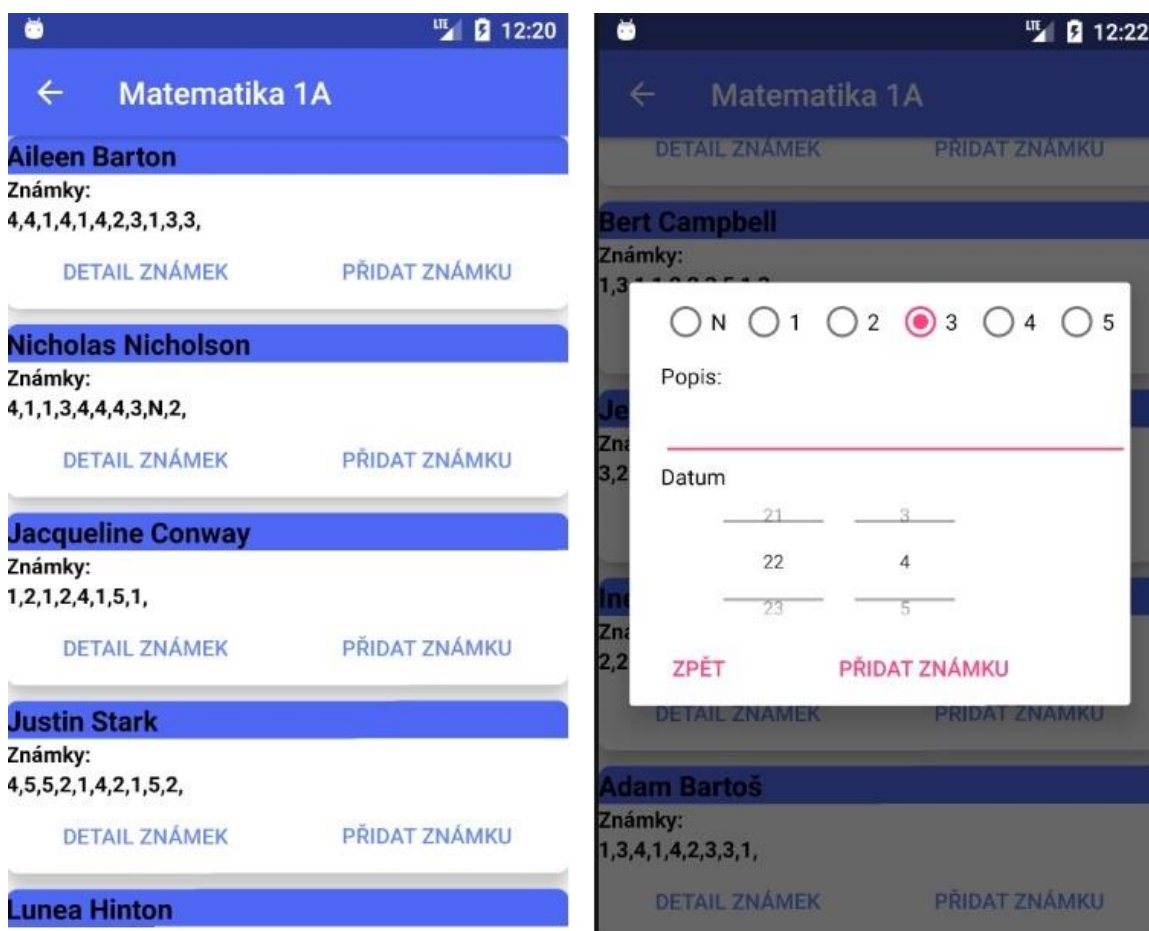 LTE 12:20
Matematika 1A
Aileen Barton
Známky:
4,4,1,4,1,4,2,3,1,3,3,
DETAIL ZNÁMEK PŘIDAT ZNÁMKU
Nicholas Nicholson
Známky:
4,1,1,3,4,4,4,3,N,2,
DETAIL ZNÁMEK PŘIDAT ZNÁMKU
Jacqueline Conway
Známky:
1,2,1,2,4,1,5,1,
DETAIL ZNÁMEK PŘIDAT ZNÁMKU
Justin Stark
Známky:
4,5,5,2,1,4,2,1,5,2,
DETAIL ZNÁMEK PŘIDAT ZNÁMKU
Lunea Hinton
LTE 12:22
Matematika 1A
DETAIL ZNÁMEK PŘIDAT ZNÁMKU
Bert Campbell
Známky:
N 1 2 3 4 5
Popis:
Datum
21 3
22 4
23 5
ZPĚT PŘIDAT ZNÁMKU
DETAIL ZNÁMEK PŘIDAT ZNÁMKU
Adam Bartoš
Známky:
1,3,4,1,4,2,3,3,1,
DETAIL ZNÁMEK PŘIDAT ZNÁMKU